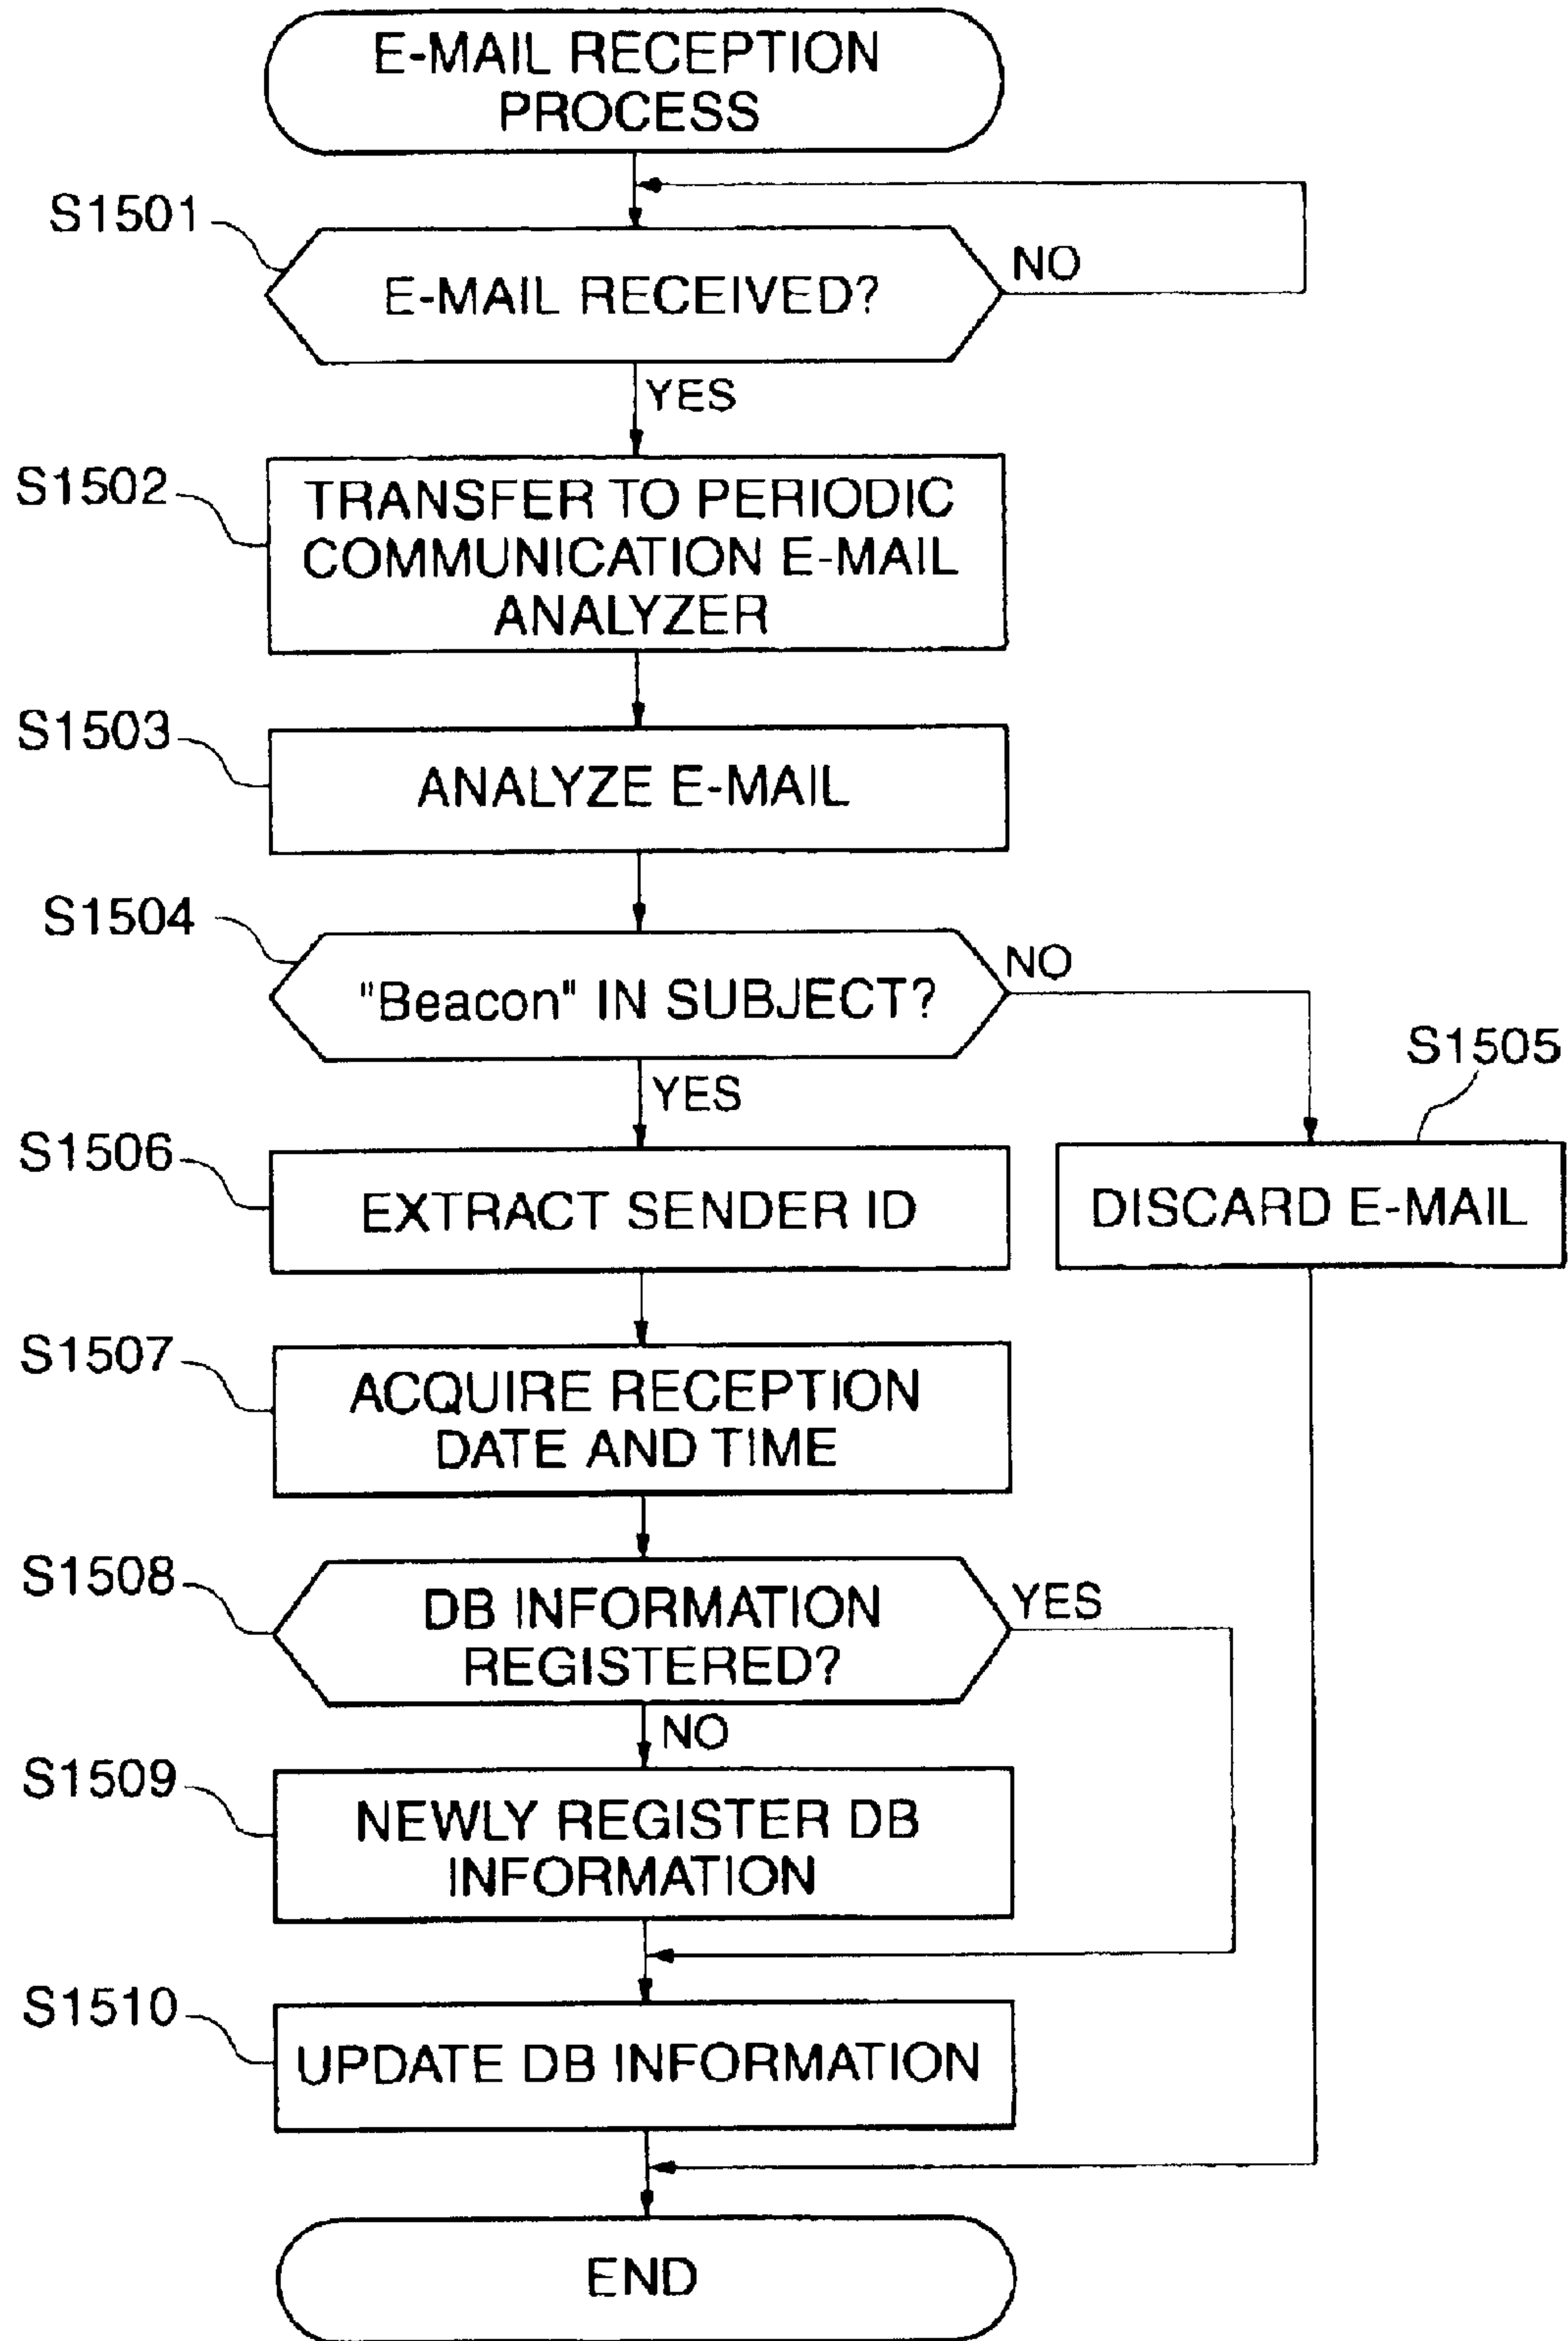 E-MAIL RECEPTION
PROCESS
S1501
E-MAIL RECEIVED?
NO
YES
S1502
TRANSFER TO PERIODIC
COMMUNICATION E-MAIL
ANALYZER
S1503
ANALYZE E-MAIL
S1504
"Beacon" IN SUBJECT?
NO
YES
S1505
DISCARD E-MAIL
S1506
EXTRACT SENDER ID
S1507
ACQUIRE RECEPTION
DATE AND TIME
S1508
DB INFORMATION
REGISTERED?
YES
NO
S1509
NEWLY REGISTER DB
INFORMATION
S1510
UPDATE DB INFORMATION
END